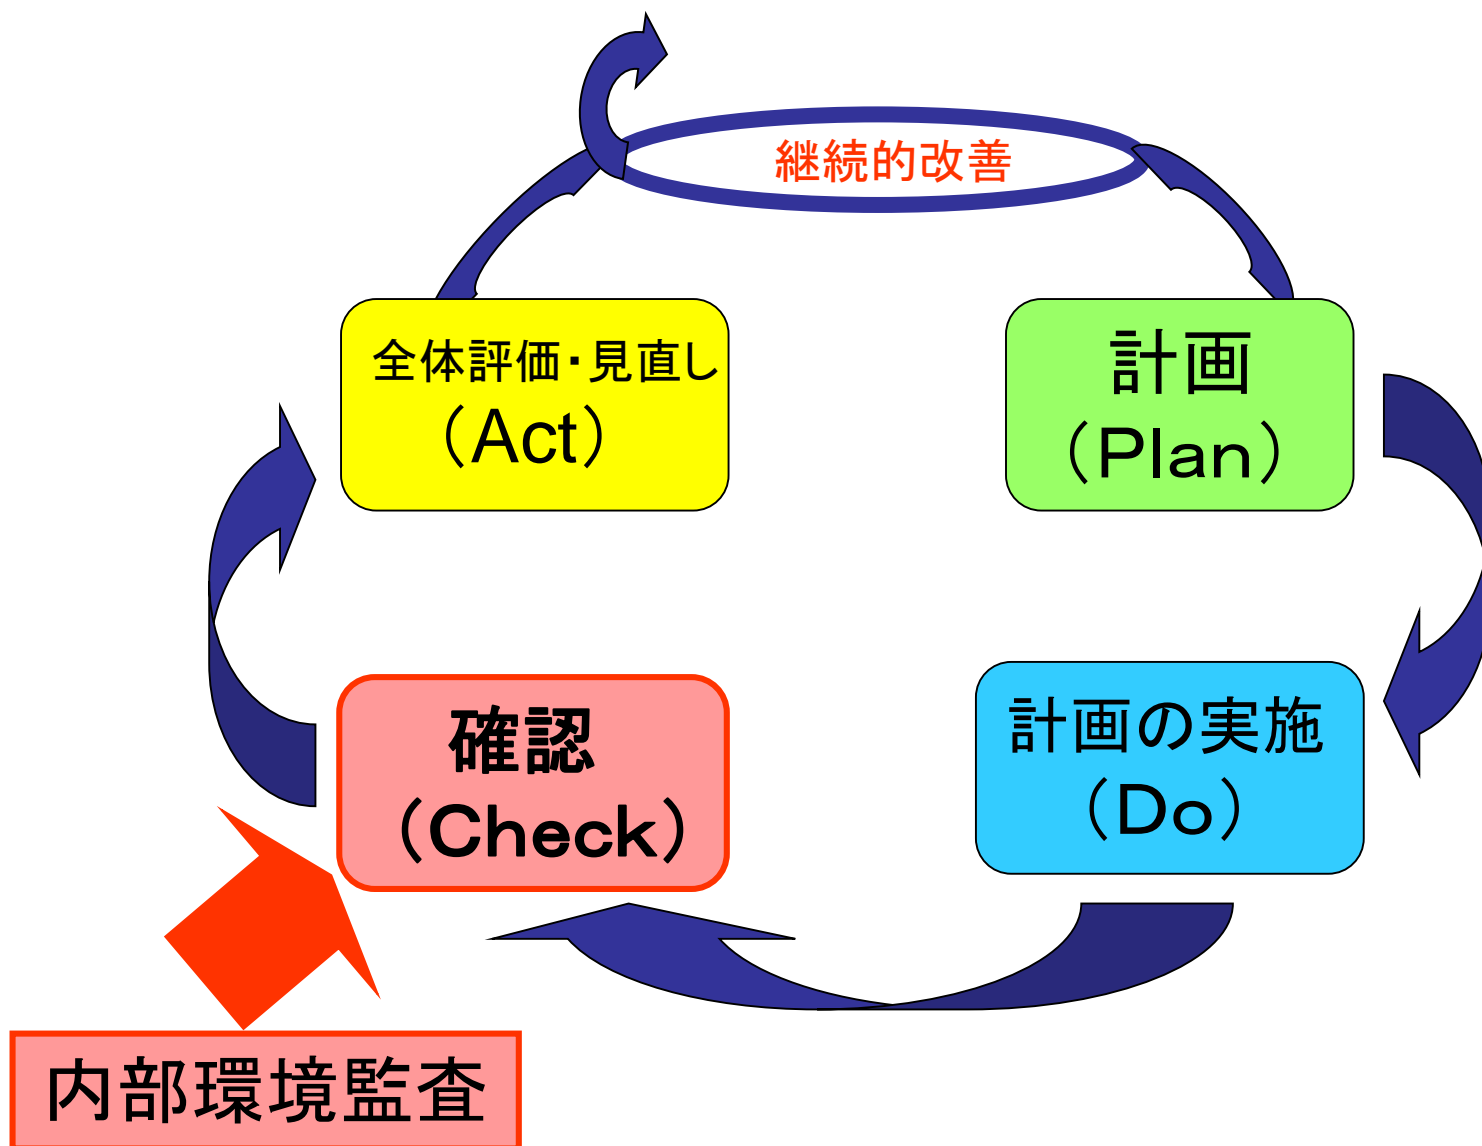 継続的改善
全体評価・見直し
（Act）
計画
（Plan）
確認
（Check）
計画の実施
（Do）
内部環境監査